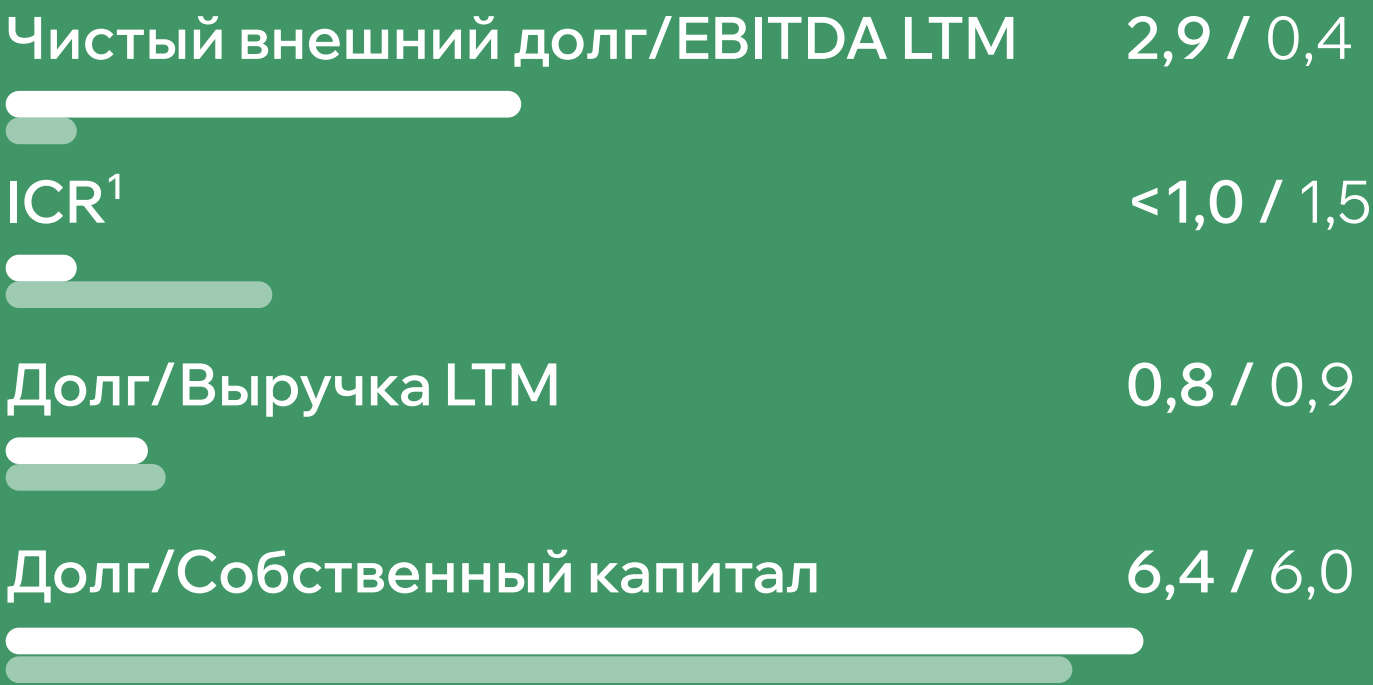 Чистый внешний долг/EBITDA LTM 2,9 / 0,4
ICR¹ <1,0 / 1,5
Долг/Выручка LTM 0,8 / 0,9
Долг/Собственный капитал 6,4 / 6,0